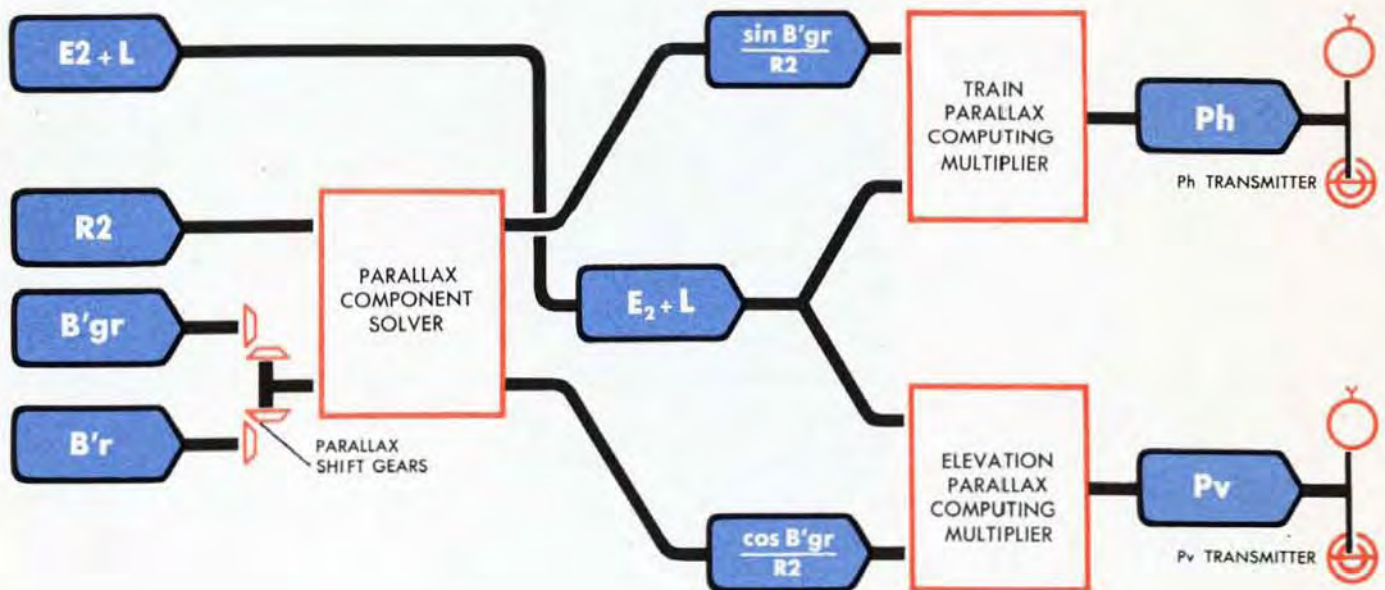 E2 + L
R2
B'gr
B'r
PARALLAX
SHIFT GEARS
PARALLAX
COMPONENT
SOLVER
sin B'gr
R2
E₂ + L
cos B'gr
R2
TRAIN
PARALLAX
COMPUTING
MULTIPLIER
Ph
Ph TRANSMITTER
ELEVATION
PARALLAX
COMPUTING
MULTIPLIER
Pv
Pv TRANSMITTER